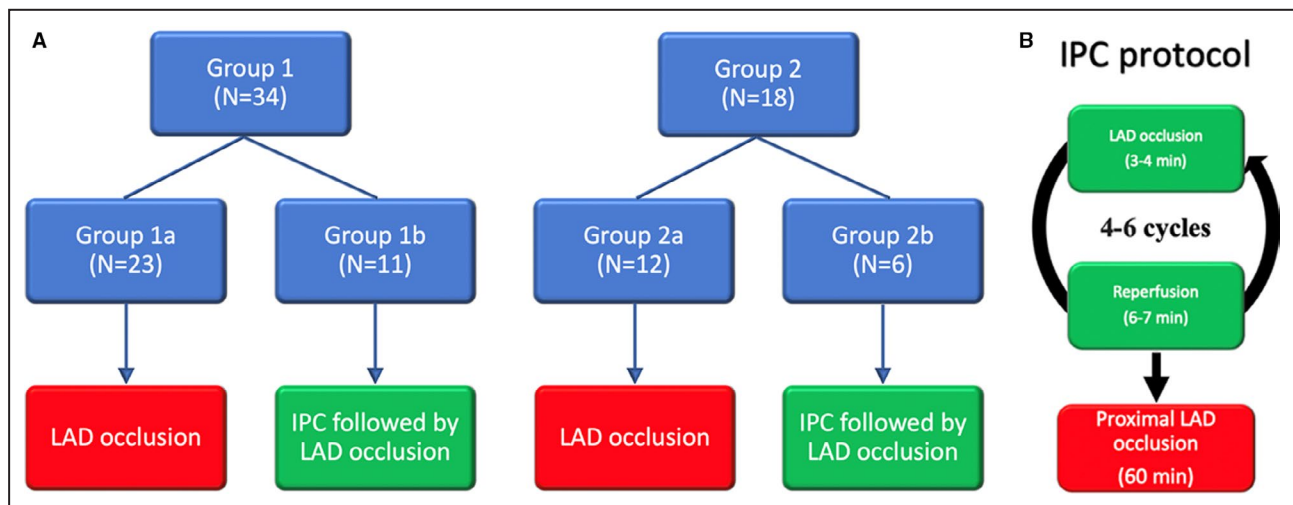 A
Group 1
(N=34)
Group 2
(N=18)
Group 1a
(N=23)
Group 1b
(N=11)
Group 2a
(N=12)
Group 2b
(N=6)
LAD occlusion
IPC followed by
LAD occlusion
LAD occlusion
IPC followed by
LAD occlusion
B
IPC protocol
LAD occlusion
(3-4 min)
4-6 cycles
Reperfusion
(6-7 min)
Proximal LAD
occlusion
(60 min)